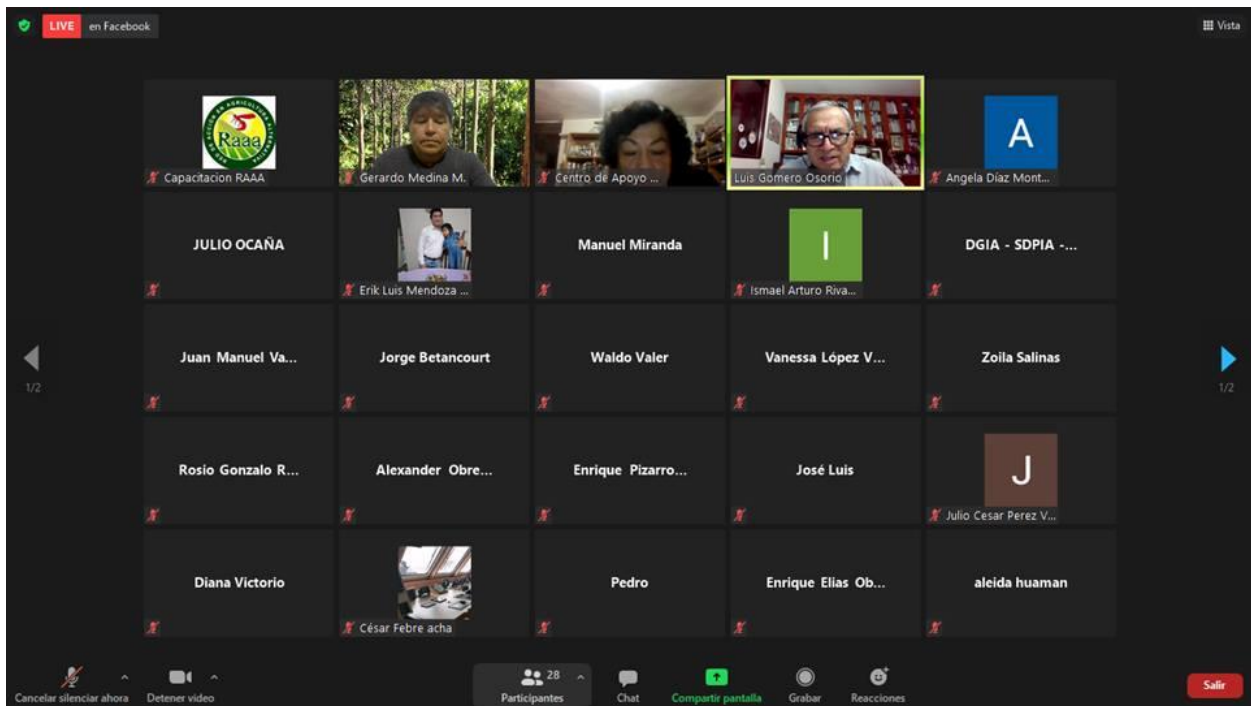 LIVE en Facebook
Vista
Raaa
Capacitacion RAAA
Gerardo Medina M.
Centro de Apoyo ...
Luis Gomero Osorio
A
Angela Díaz Mont...
JULIO OCAÑA
Erik Luis Mendoza ...
Manuel Miranda
I
Ismael Arturo Riva...
DGIA - SDPIA -...
Juan Manuel Va...
Jorge Betancourt
Waldo Valer
Vanessa López V...
Zoila Salinas
1/2
1/2
Rosio Gonzalo R...
Alexander Obre...
Enrique Pizarro...
José Luis
J
Julio Cesar Perez V...
Diana Victorio
César Febre acha
Pedro
Enrique Elias Ob...
aleida huaman
Cancelar silenciar ahora
Detener video
28
Participantes
Chat
Compartir pantalla
Grabar
Reacciones
Salir